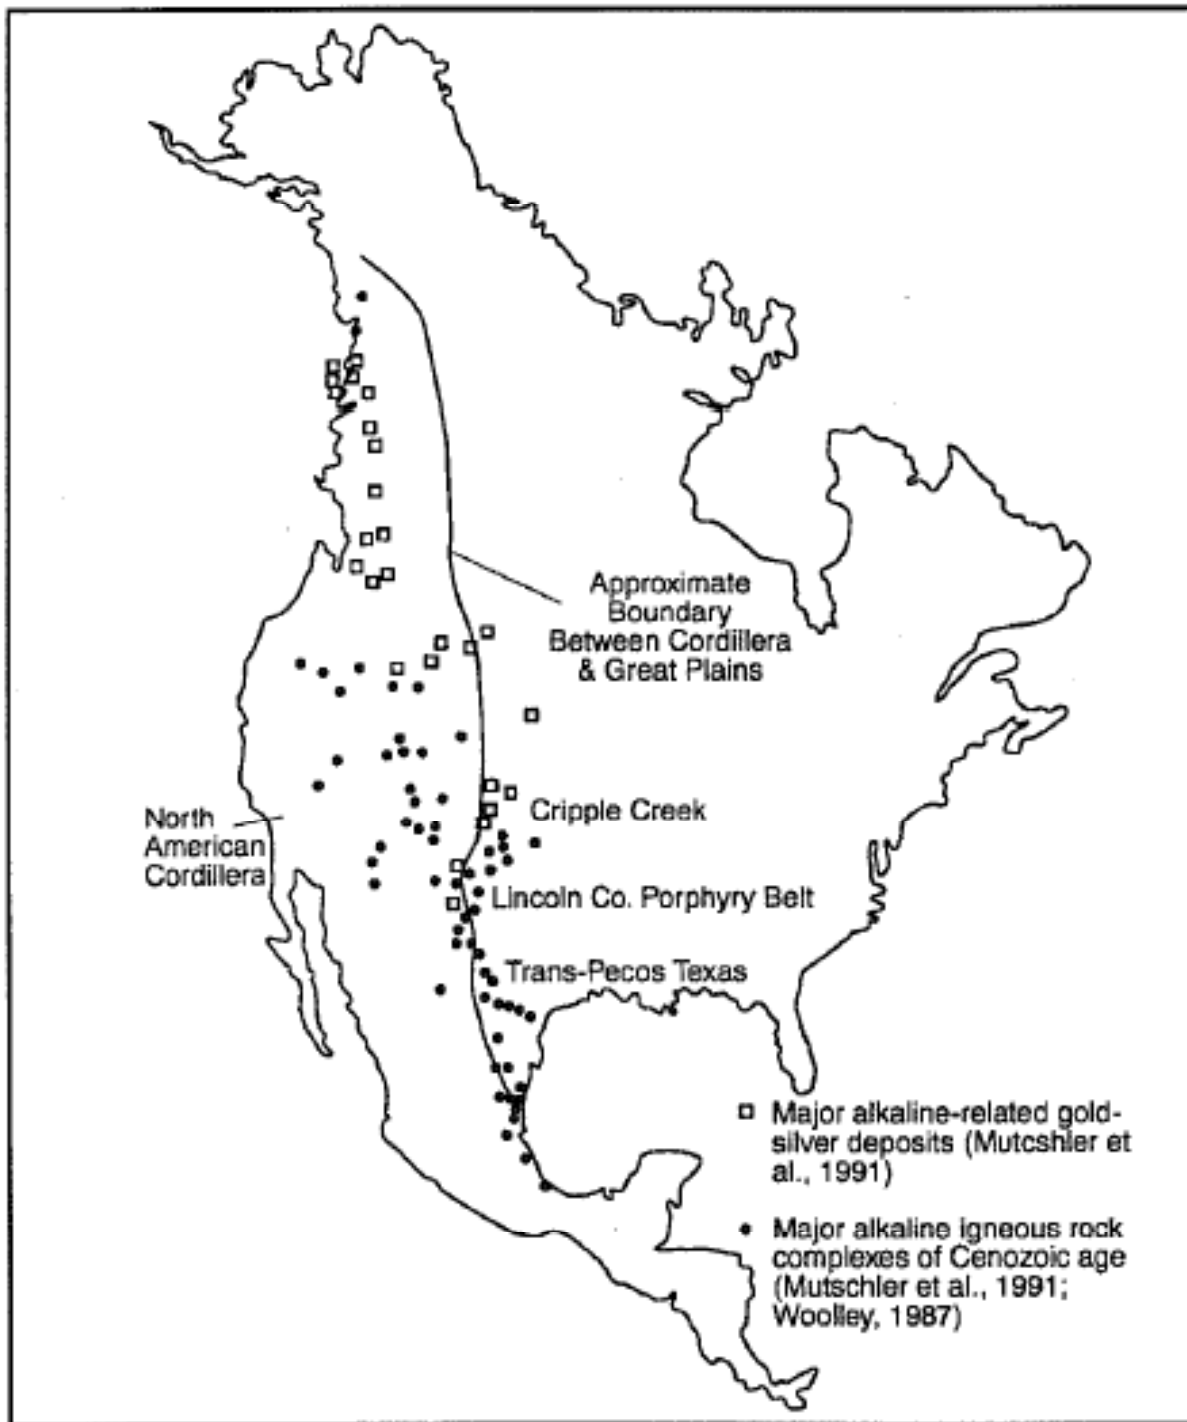 Approximate
Boundary
Between Cordillera
& Great Plains
Cripple Creek
North
American
Cordillera
Lincoln Co. Porphyry Belt
Trans-Pecos Texas
Major alkaline-related gold-
silver deposits (Mutcshler et
al., 1991)
Major alkaline igneous rock
complexes of Cenozoic age
(Mutschler et al., 1991;
Woolley, 1987)